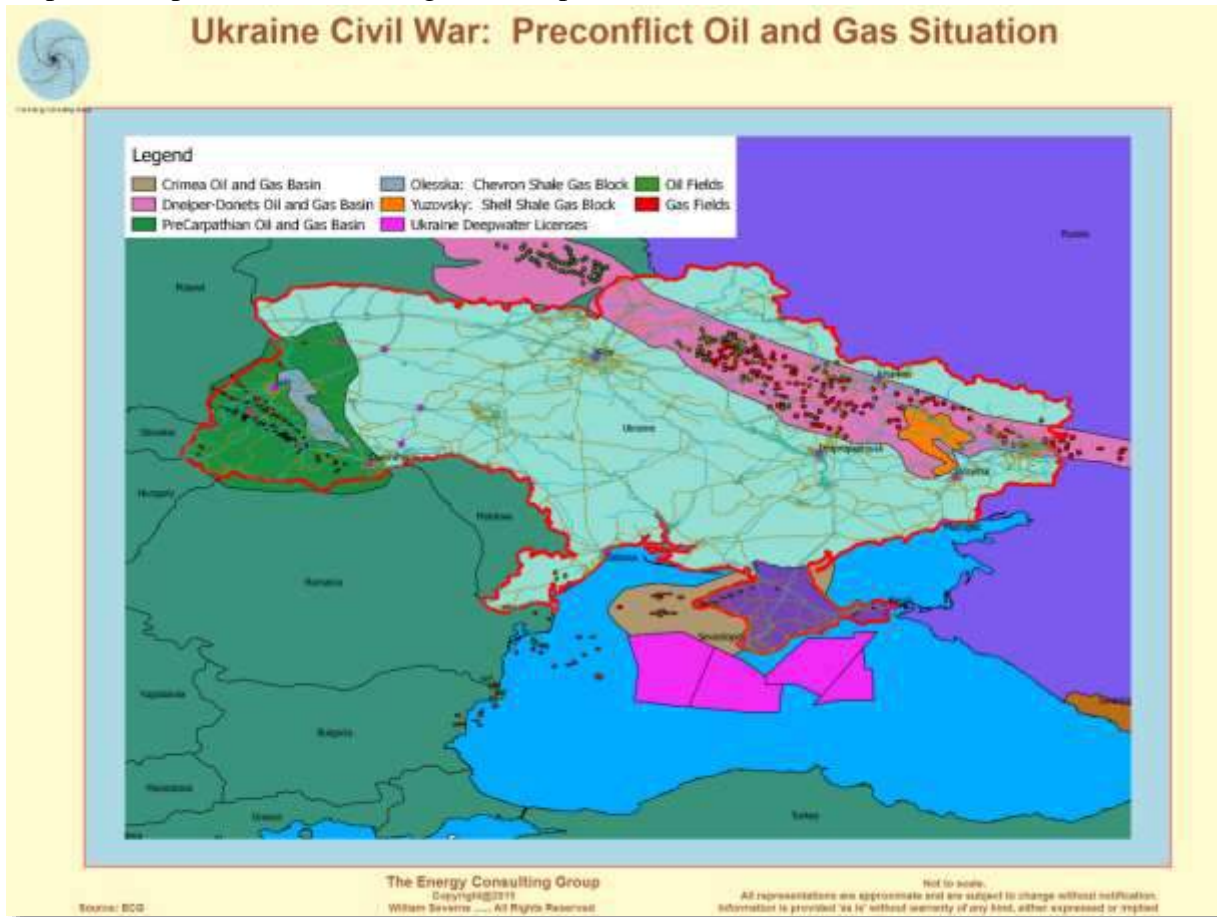 Ukraine Civil War: Preconflict Oil and Gas Situation
Legend
Crimea Oil and Gas Basin
Dneiper-Donets Oil and Gas Basin
PreCarpathian Oil and Gas Basin
Olesska: Chevron Shale Gas Block
Yuzovsky: Shell Shale Gas Block
Ukraine Deepwater Licenses
Oil Fields
Gas Fields
Russia
Poland
Kiev
Ukraine
Slovakia
Hungary
Moldova
Romania
Bulgaria
Greece
Turkey
The Energy Consulting Group
Copyright@2015
William Severns ..... All Rights Reserved
Source: ECG
Not to scale.
All representations are approximate and are subject to change without notification.
Information is provided 'as is' without warranty of any kind, either expressed or implied